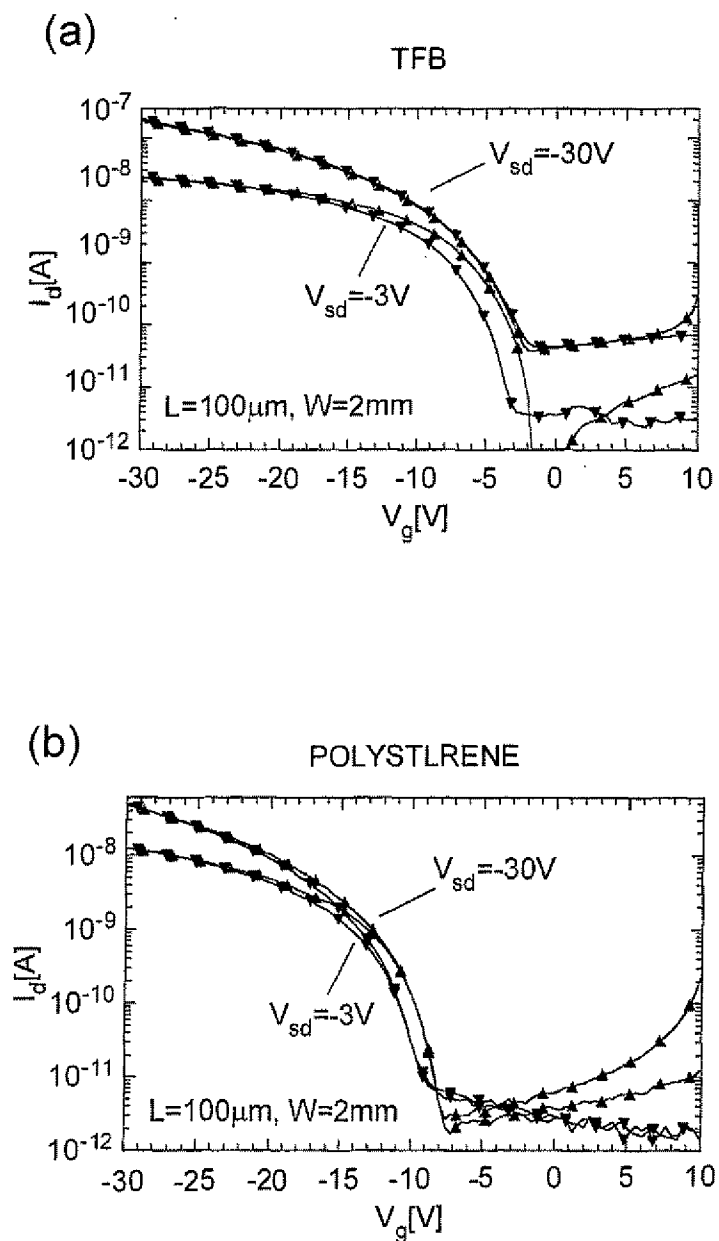 (a)
TFB
10^-7
10^-8
10^-9
10^-10
10^-11
10^-12
I_d[A]
V_sd=-30V
V_sd=-3V
L=100μm, W=2mm
-30 -25 -20 -15 -10 -5 0 5 10
V_g[V]
(b)
POLYSTLRENE
10^-8
10^-9
10^-10
10^-11
10^-12
I_d[A]
V_sd=-30V
V_sd=-3V
L=100μm, W=2mm
-30 -25 -20 -15 -10 -5 0 5 10
V_g[V]